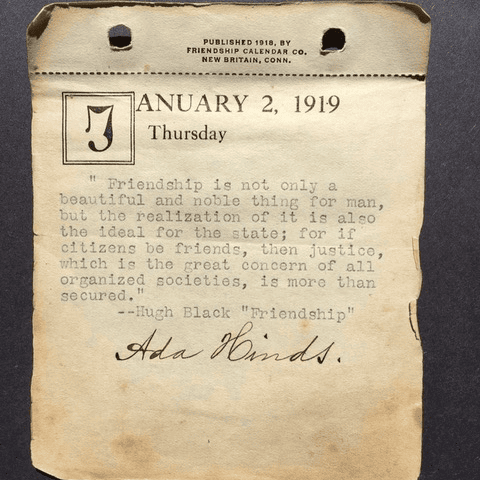 PUBLISHED 1918, BY
FRIENDSHIP CALENDAR CO.
NEW BRITAIN, CONN.
JANUARY 2, 1919
Thursday
" Friendship is not only a
beautiful and noble thing for man,
but the realization of it is also
the ideal for the state; for if
citizens be friends, then justice,
which is the great concern of all
organized societies, is more than
secured."
--Hugh Black "Friendship"
Ada Hinds.